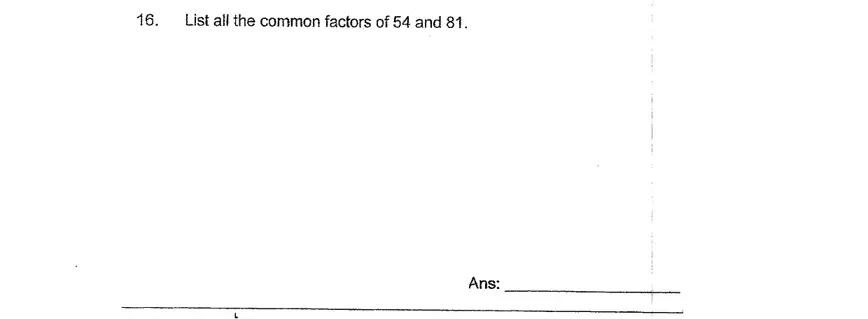 16. List all the common factors of 54 and 81.
Ans: